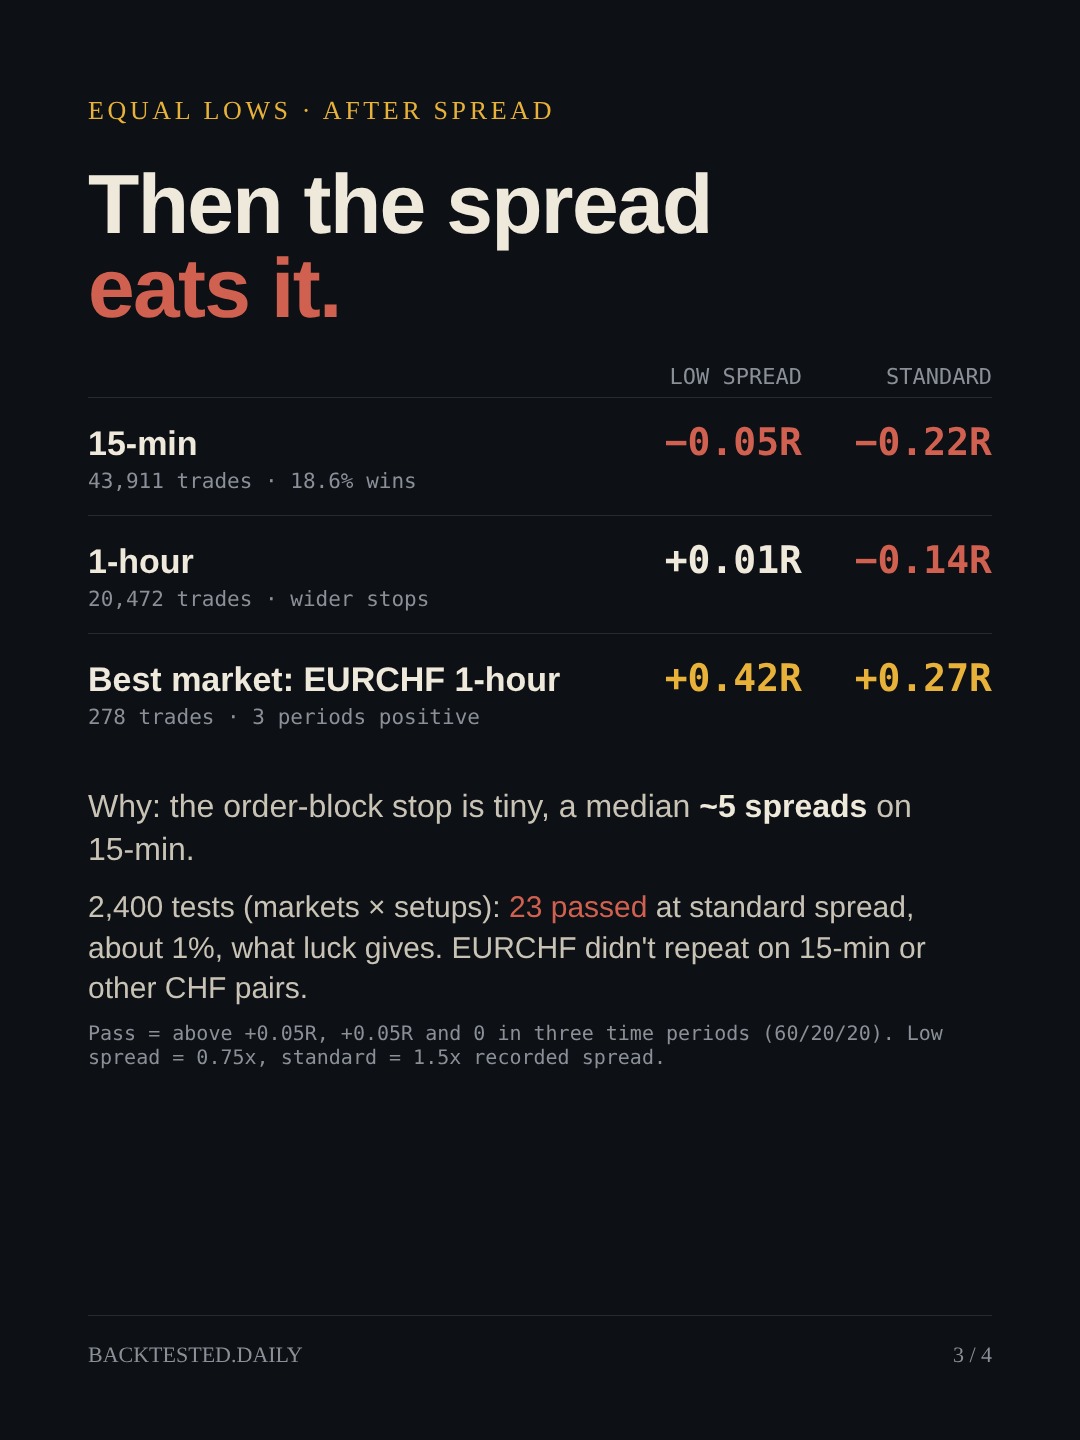 EQUAL LOWS · AFTER SPREAD
Then the spread
eats it.
LOW SPREAD STANDARD
15-min −0.05R −0.22R
43,911 trades · 18.6% wins
1-hour +0.01R −0.14R
20,472 trades · wider stops
Best market: EURCHF 1-hour +0.42R +0.27R
278 trades · 3 periods positive
Why: the order-block stop is tiny, a median ~5 spreads on
15-min.
2,400 tests (markets × setups): 23 passed at standard spread,
about 1%, what luck gives. EURCHF didn't repeat on 15-min or
other CHF pairs.
Pass = above +0.05R, +0.05R and 0 in three time periods (60/20/20). Low
spread = 0.75x, standard = 1.5x recorded spread.
BACKTESTED.DAILY 3 / 4